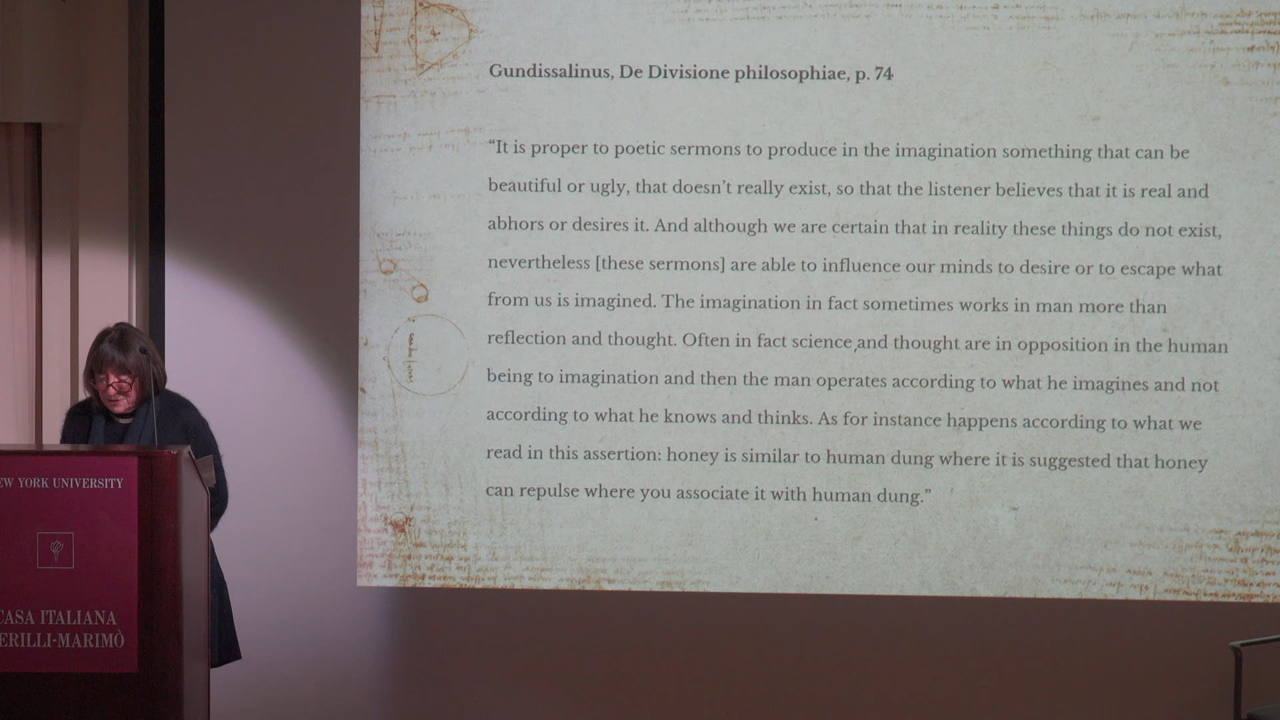 Gundissalinus, De Divisione philosophiae, p. 74
“It is proper to poetic sermons to produce in the imagination something that can be
beautiful or ugly, that doesn’t really exist, so that the listener believes that it is real and
abhors or desires it. And although we are certain that in reality these things do not exist,
nevertheless [these sermons] are able to influence our minds to desire or to escape what
from us is imagined. The imagination in fact sometimes works in man more than
reflection and thought. Often in fact science and thought are in opposition in the human
being to imagination and then the man operates according to what he imagines and not
according to what he knows and thinks. As for instance happens according to what we
read in this assertion: honey is similar to human dung where it is suggested that honey
can repulse where you associate it with human dung.”
EW YORK UNIVERSITY
CASA ITALIANA
ERILLI-MARIMÒ